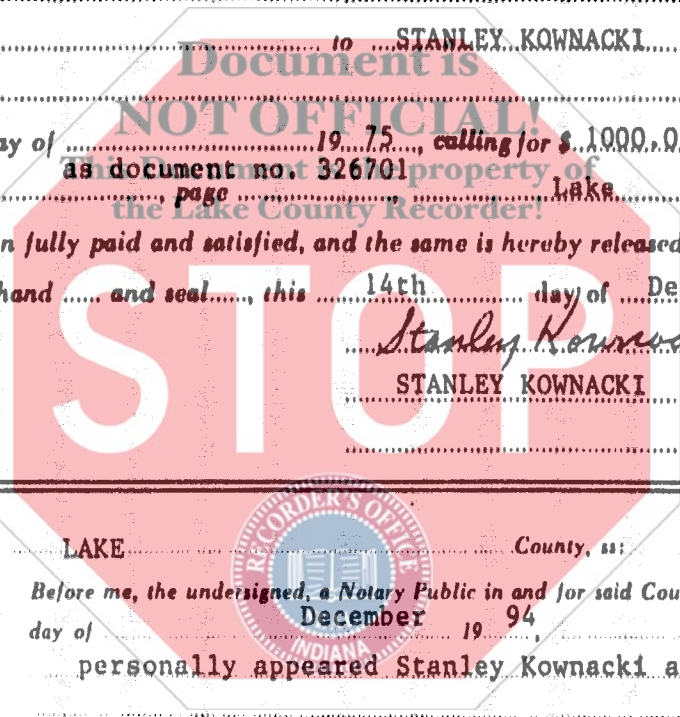 to STANLEY KOWNACKI
Document is
NOT OFFICIAL!
ay of 19 75, calling for $ 1000.0
as document no. 326701
This Document is the property of
page Lake
the Lake County Recorder!
n fully paid and satisfied, and the same is hereby released
hand and seal, this 14th day of De
STOP
Stanley Kownac
STANLEY KOWNACKI
RECORDER'S OFFICE
LAKE County, ss:
Before me, the undersigned, a Notary Public in and for said Cou
day of December 19 94,
INDIANA
personally appeared Stanley Kownacki a